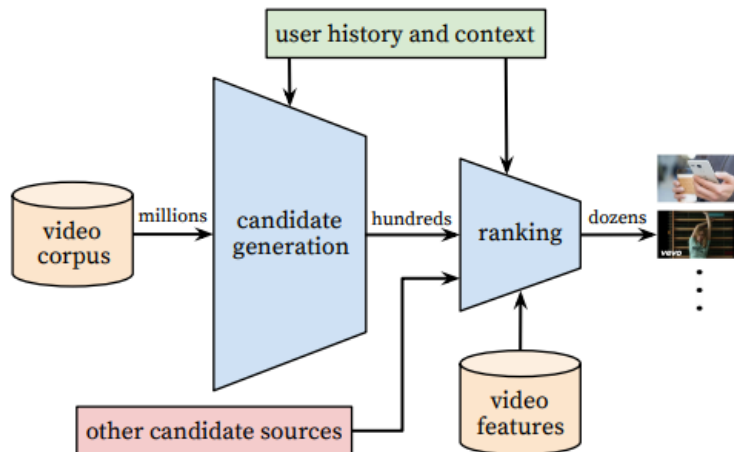 user history and context
millions
hundreds
dozens
video
corpus
candidate
generation
ranking
vevo
other candidate sources
video
features